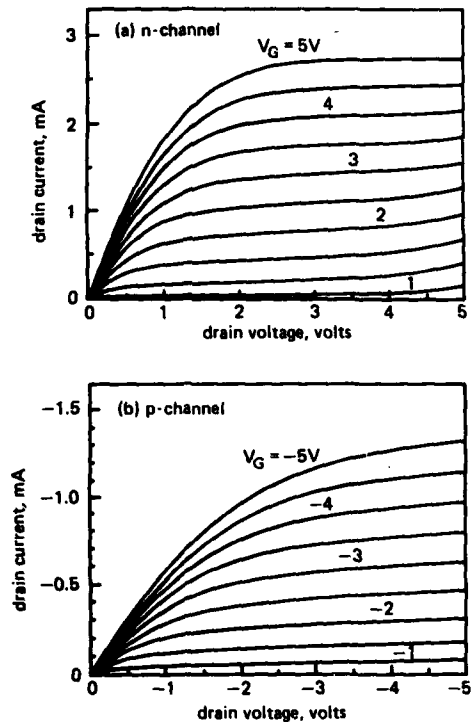 (a) n-channel
V_G = 5V
4
3
2
1
3
2
1
0
drain current, mA
0 1 2 3 4 5
drain voltage, volts
(b) p-channel
V_G = −5V
−4
−3
−2
−1
−1.5
−1.0
−0.5
0
drain current, mA
−0 −1 −2 −3 −4 −5
drain voltage, volts